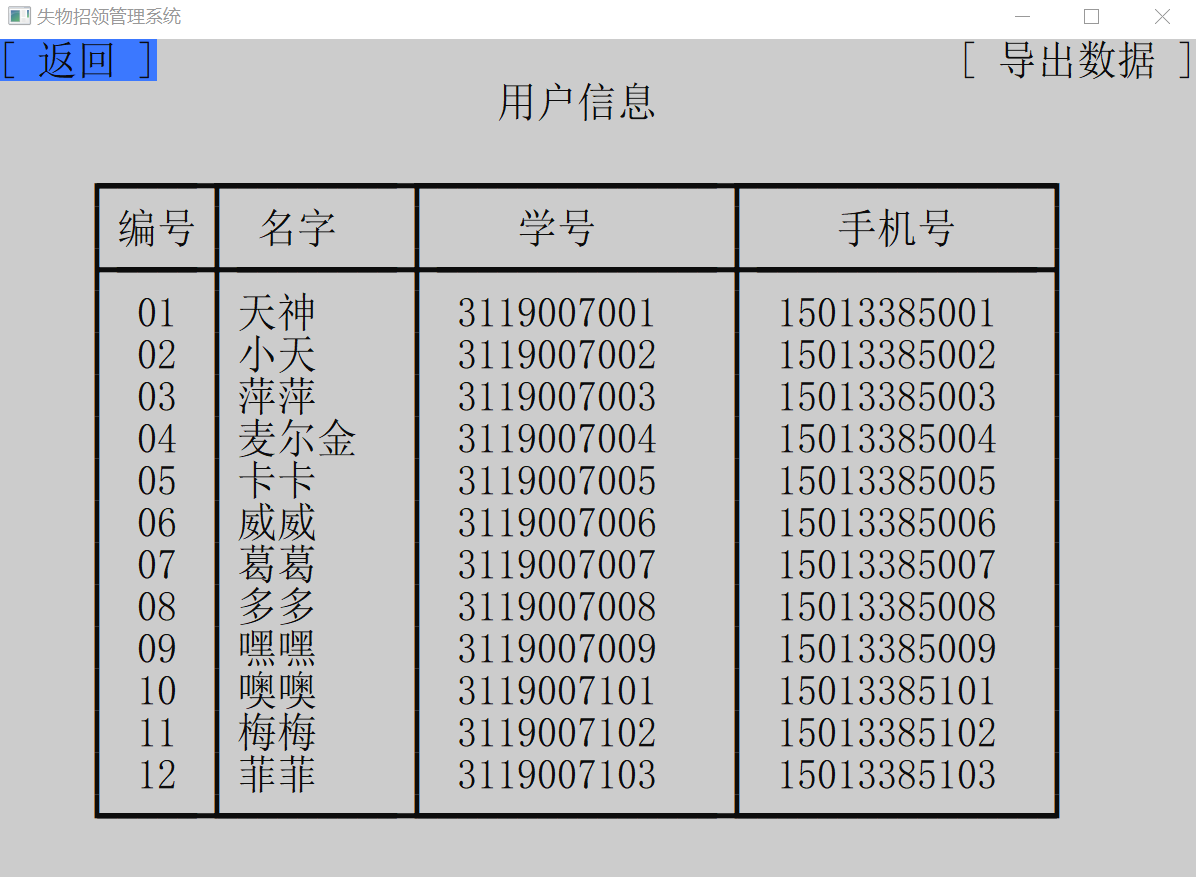 失物招领管理系统
[ 返回 ] [ 导出数据 ]
用户信息
编号 名字 学号 手机号
01 天神 3119007001 15013385001
02 小天 3119007002 15013385002
03 萍萍 3119007003 15013385003
04 麦尔金 3119007004 15013385004
05 卡卡 3119007005 15013385005
06 威威 3119007006 15013385006
07 葛葛 3119007007 15013385007
08 多多 3119007008 15013385008
09 嘿嘿 3119007009 15013385009
10 噢噢 3119007101 15013385101
11 梅梅 3119007102 15013385102
12 菲菲 3119007103 15013385103